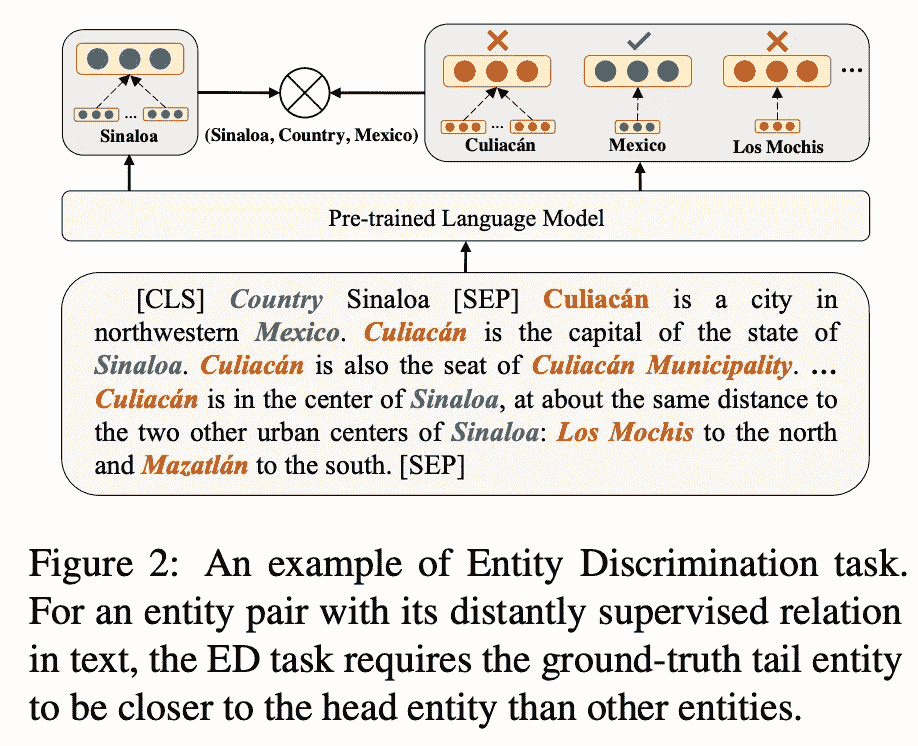 Sinaloa
(Sinaloa, Country, Mexico)
...
...
...
Culiacán
Mexico
Los Mochis
Pre-trained Language Model
[CLS] Country Sinaloa [SEP] Culiacán is a city in
northwestern Mexico. Culiacán is the capital of the state of
Sinaloa. Culiacán is also the seat of Culiacán Municipality. ...
Culiacán is in the center of Sinaloa, at about the same distance to
the two other urban centers of Sinaloa: Los Mochis to the north
and Mazatlán to the south. [SEP]
Figure 2: An example of Entity Discrimination task.
For an entity pair with its distantly supervised relation
in text, the ED task requires the ground-truth tail entity
to be closer to the head entity than other entities.